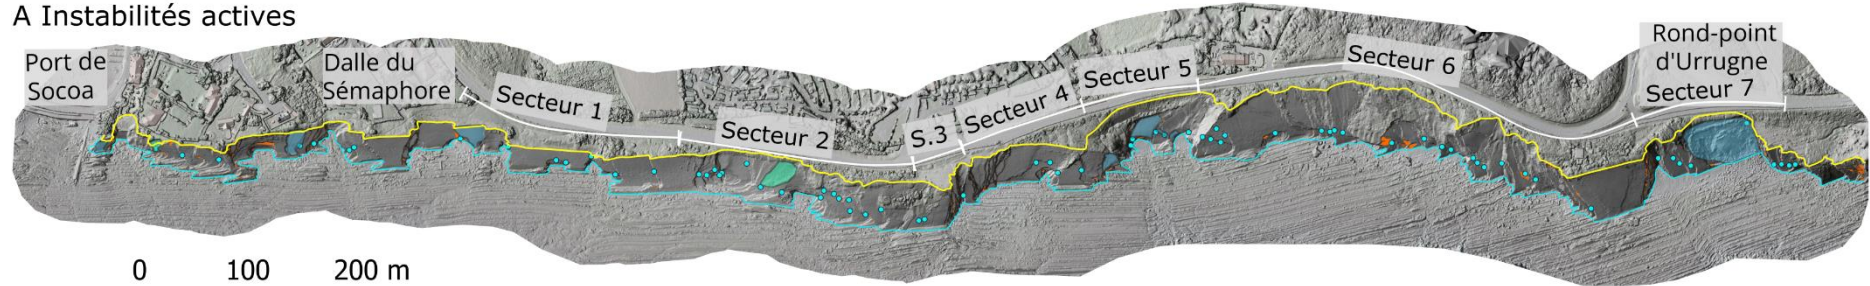 A Instabilités actives
Port de
Socoa
Dalle du
Sémaphore
Secteur 1
Secteur 2
S.3
Secteur 4
Secteur 5
Secteur 6
Rond-point
d'Urrugne
Secteur 7
0 100 200 m